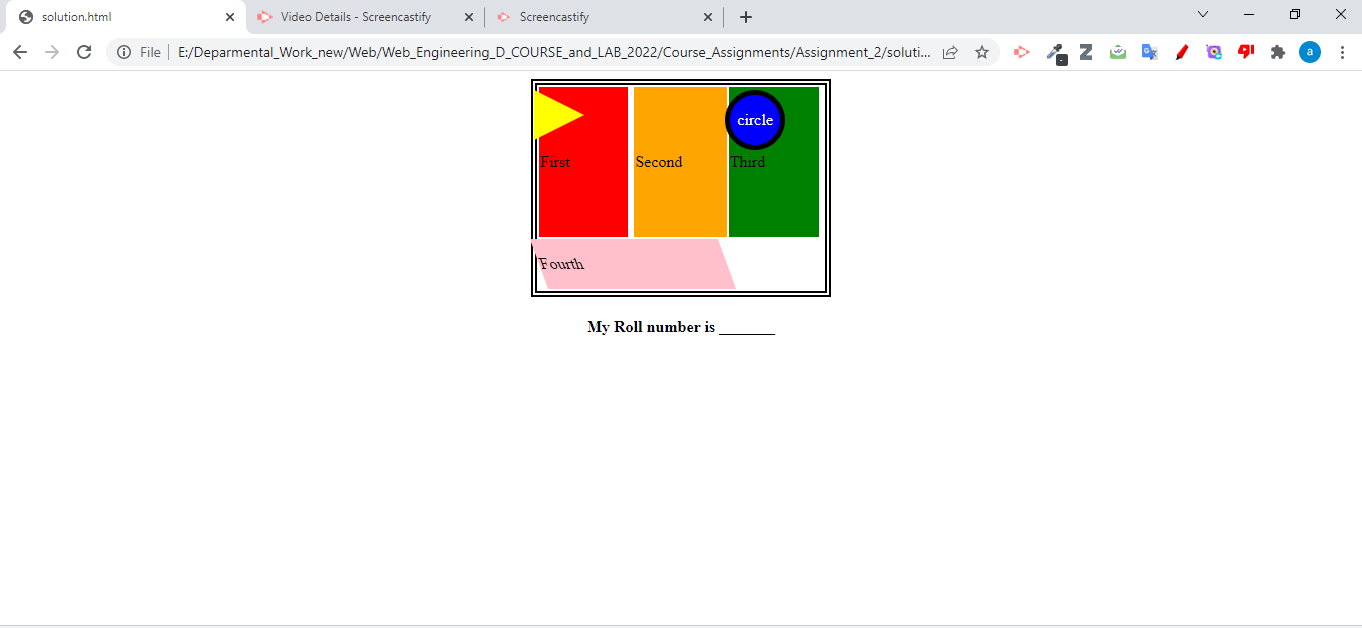 solution.html
Video Details - Screencastify
Screencastify
File
E:/Deparmental_Work_new/Web/Web_Engineering_D_COURSE_and_LAB_2022/Course_Assignments/Assignment_2/soluti...
a
circle
First Second Third
Fourth
My Roll number is _______